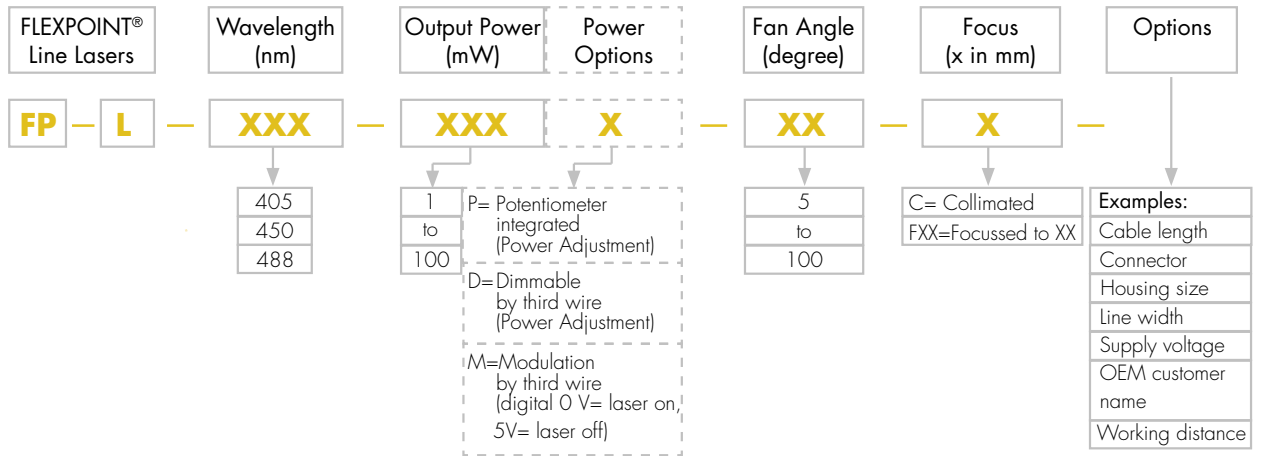 FLEXPOINT®
Line Lasers
Wavelength
(nm)
Output Power
(mW)
Power
Options
Fan Angle
(degree)
Focus
(x in mm)
Options
FP — L — XXX — XXX X — XX — X —
405
450
488
1
to
100
P= Potentiometer
integrated
(Power Adjustment)
D= Dimmable
by third wire
(Power Adjustment)
M=Modulation
by third wire
(digital 0 V= laser on,
5V= laser off)
5
to
100
C= Collimated
FXX=Focussed to XX
Examples:
Cable length
Connector
Housing size
Line width
Supply voltage
OEM customer
name
Working distance